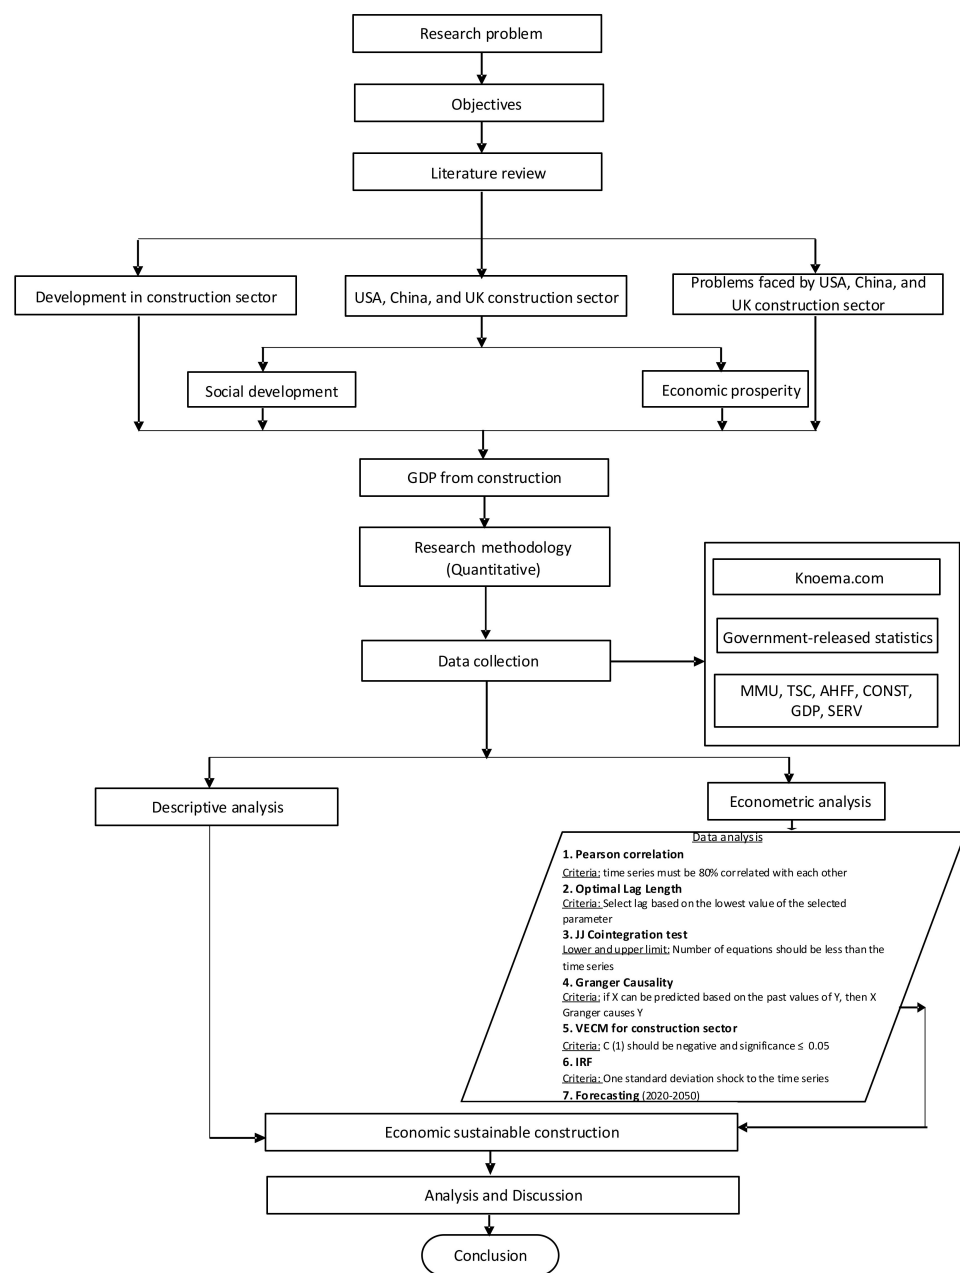 Research problem
Objectives
Literature review
Development in construction sector
USA, China, and UK construction sector
Problems faced by USA, China, and
UK construction sector
Social development
Economic prosperity
GDP from construction
Research methodology
(Quantitative)
Knoema.com
Government-released statistics
Data collection
MMU, TSC, AHFF, CONST,
GDP, SERV
Descriptive analysis
Econometric analysis
Data analysis
1. Pearson correlation
Criteria: time series must be 80% correlated with each other
2. Optimal Lag Length
Criteria: Select lag based on the lowest value of the selected
parameter
3. JJ Cointegration test
Lower and upper limit: Number of equations should be less than the
time series
4. Granger Causality
Criteria: if X can be predicted based on the past values of Y, then X
Granger causes Y
5. VECM for construction sector
Criteria: C (1) should be negative and significance ≤ 0.05
6. IRF
Criteria: One standard deviation shock to the time series
7. Forecasting (2020-2050)
Economic sustainable construction
Analysis and Discussion
Conclusion